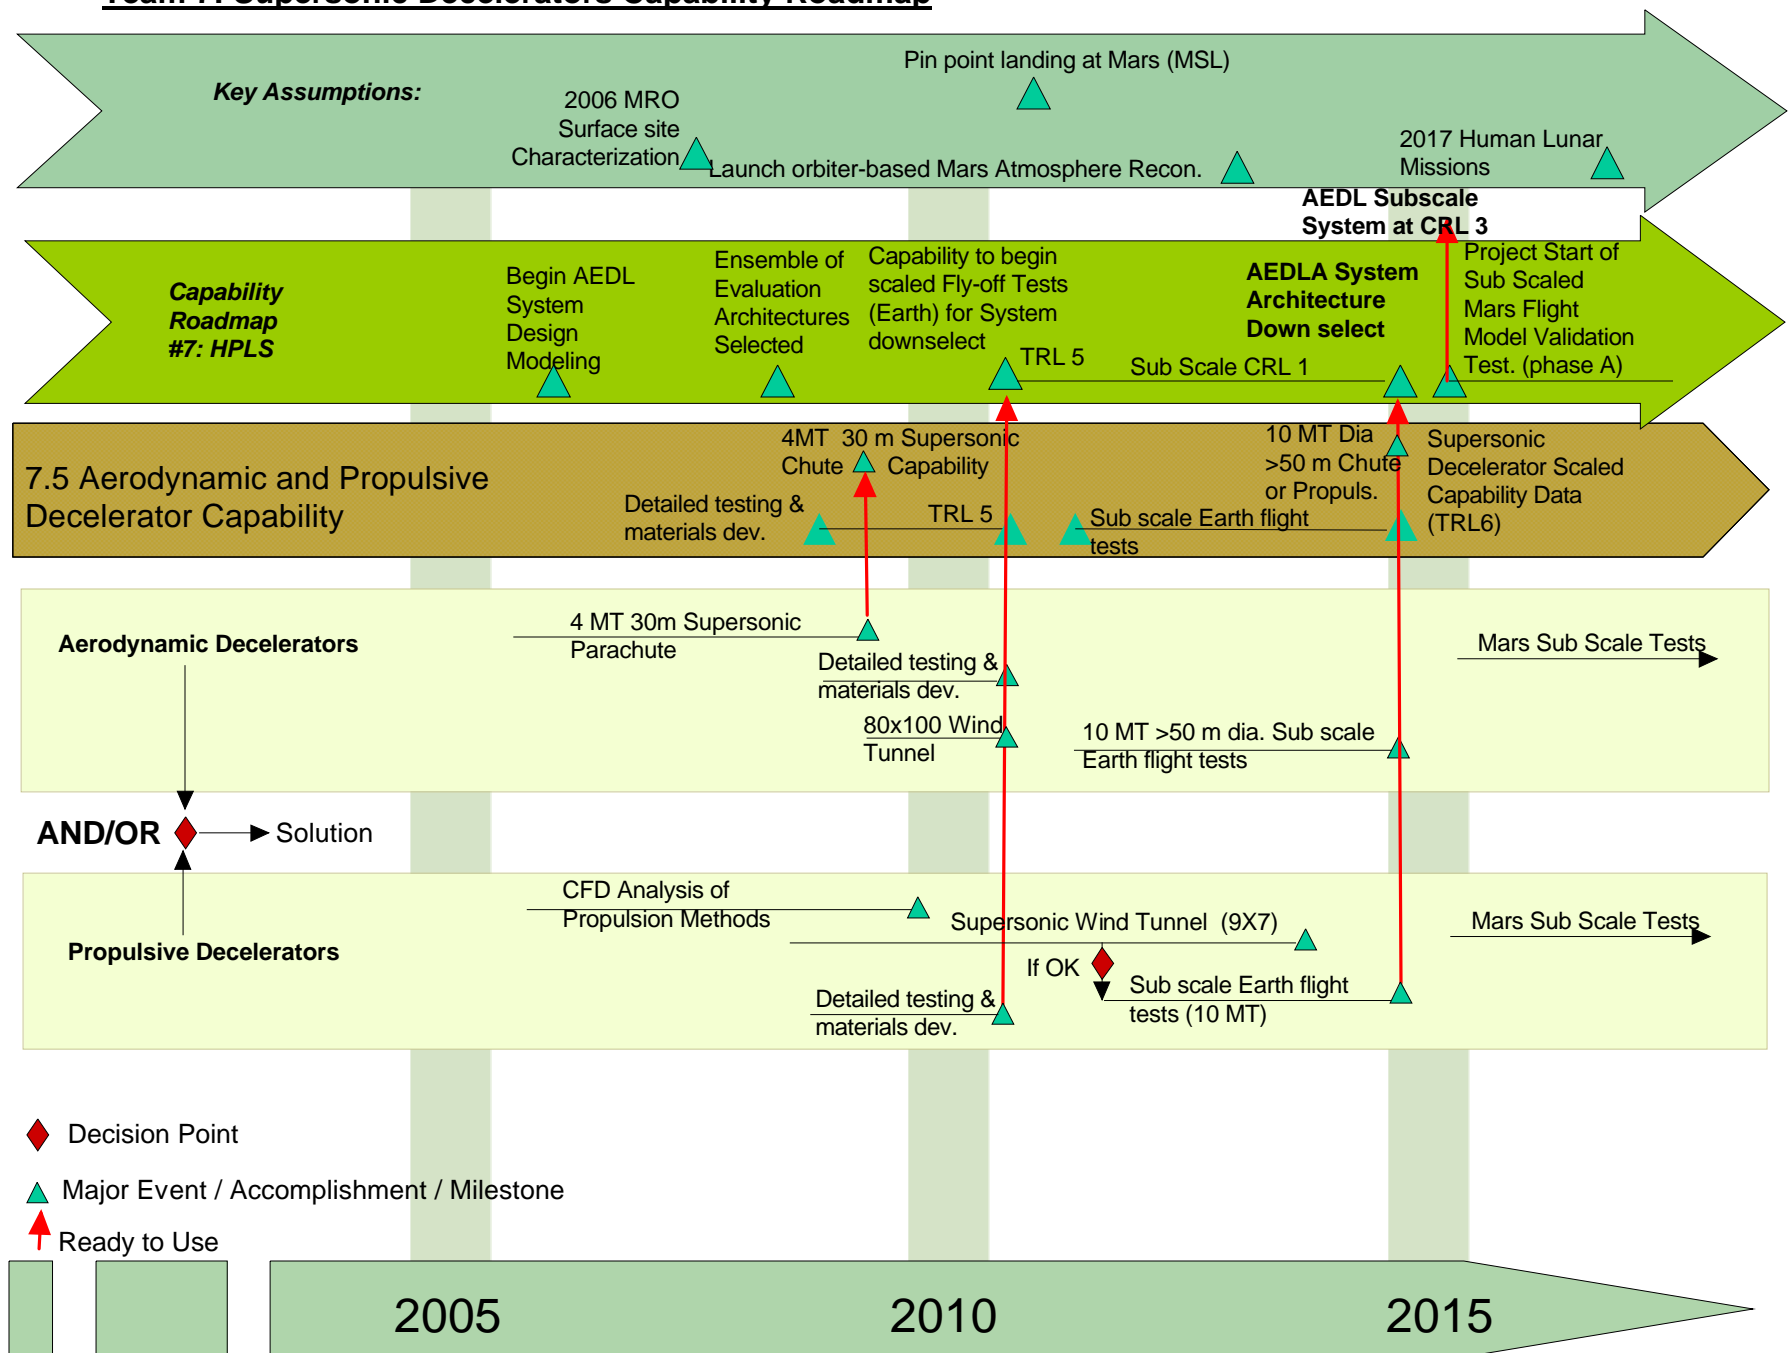 Team 7: Supersonic Decelerators Capability Roadmap
Key Assumptions:
2006 MRO
Surface site
Characterization
Pin point landing at Mars (MSL)
Launch orbiter-based Mars Atmosphere Recon.
2017 Human Lunar
Missions
AEDL Subscale
System at CRL 3
Capability
Roadmap
#7: HPLS
Begin AEDL
System
Design
Modeling
Ensemble of
Evaluation
Architectures
Selected
Capability to begin
scaled Fly-off Tests
(Earth) for System
downselect
TRL 5
Sub Scale CRL 1
AEDLA System
Architecture
Down select
Project Start of
Sub Scaled
Mars Flight
Model Validation
Test. (phase A)
7.5 Aerodynamic and Propulsive
Decelerator Capability
4MT 30 m Supersonic
Chute Capability
Detailed testing &
materials dev.
TRL 5
Sub scale Earth flight
tests
10 MT Dia
>50 m Chute
or Propuls.
Supersonic
Decelerator Scaled
Capability Data
(TRL6)
Aerodynamic Decelerators
4 MT 30m Supersonic
Parachute
Detailed testing &
materials dev.
80x100 Wind
Tunnel
10 MT >50 m dia. Sub scale
Earth flight tests
Mars Sub Scale Tests
AND/OR
Solution
Propulsive Decelerators
CFD Analysis of
Propulsion Methods
Supersonic Wind Tunnel (9X7)
If OK
Sub scale Earth flight
tests (10 MT)
Detailed testing &
materials dev.
Mars Sub Scale Tests
Decision Point
Major Event / Accomplishment / Milestone
Ready to Use
2005
2010
2015